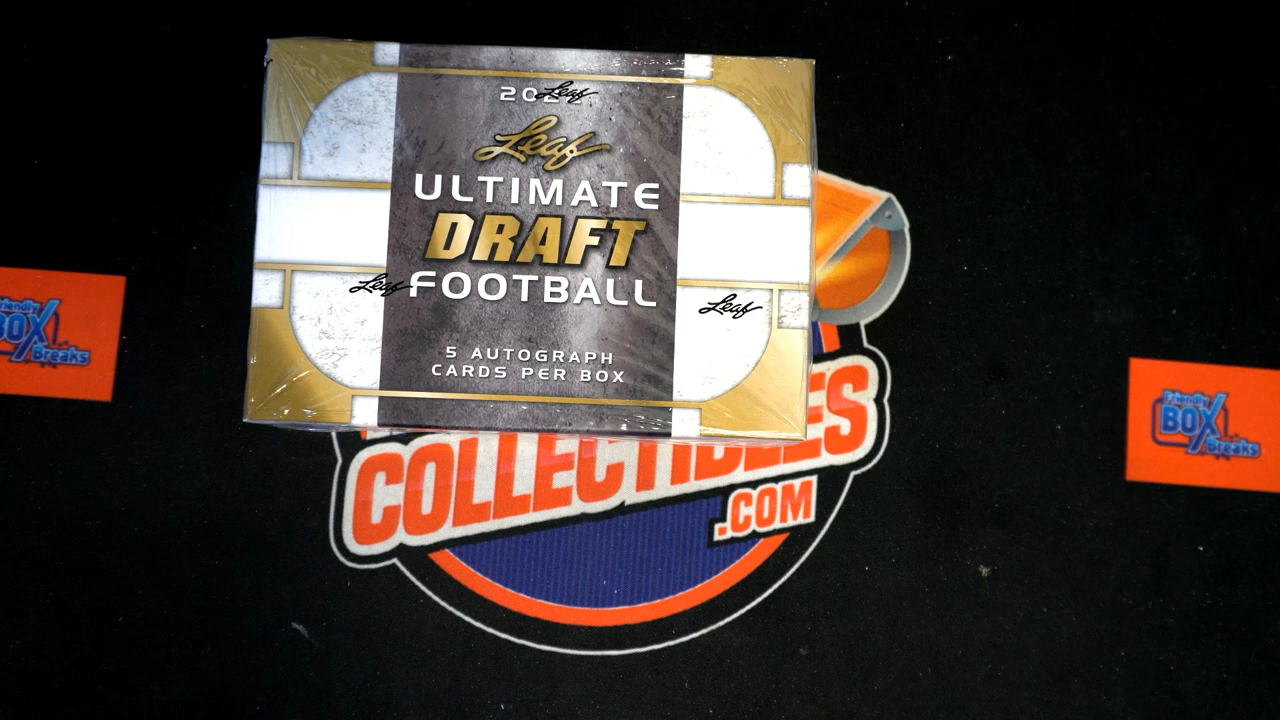 Leaf
Leaf
ULTIMATE
DRAFT
FOOTBALL
Leaf
Leaf
5 AUTOGRAPH
CARDS PER BOX
COLLECTIBLES
.COM
Friendly
BOX
Breaks
Friendly
BOX
Breaks